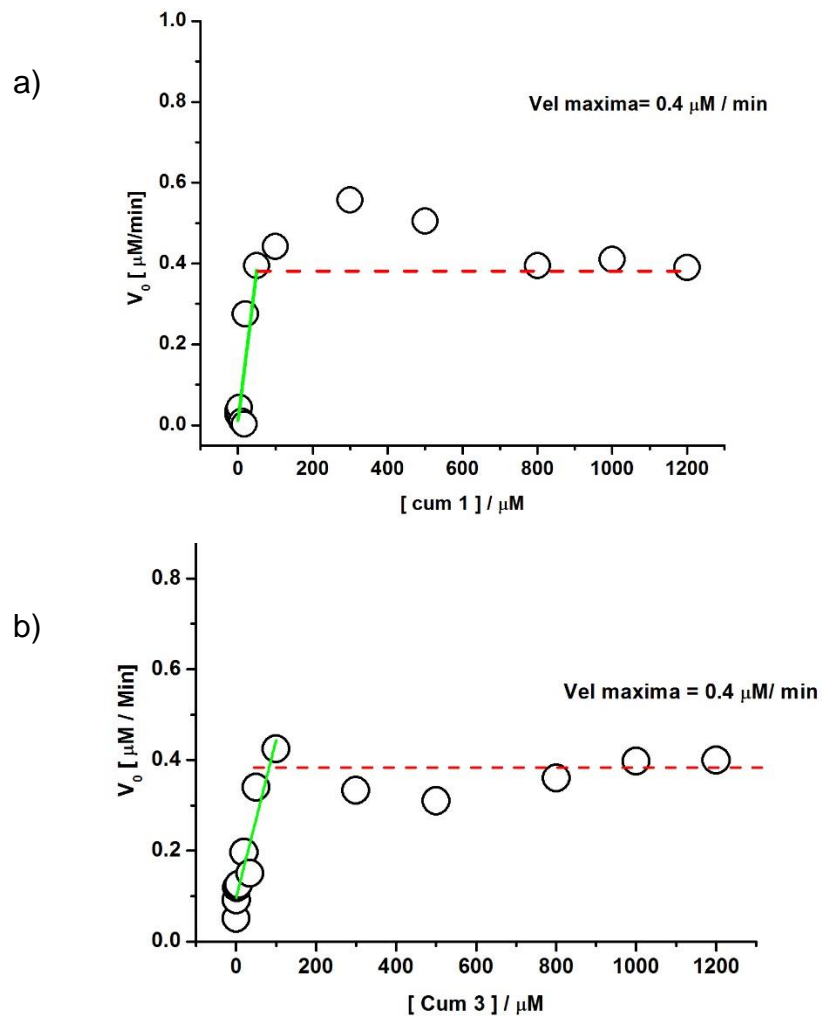 a)
1.0
Vel maxima= 0.4 μM / min
0.8
0.6
0.4
0.2
0.0
V₀ [ μM/min]
0 200 400 600 800 1000 1200
[ cum 1 ] / μM
b)
0.8
Vel maxima = 0.4 μM/ min
0.6
0.4
0.2
0.0
V₀ [ μM / Min]
0 200 400 600 800 1000 1200
[ Cum 3 ] / μM